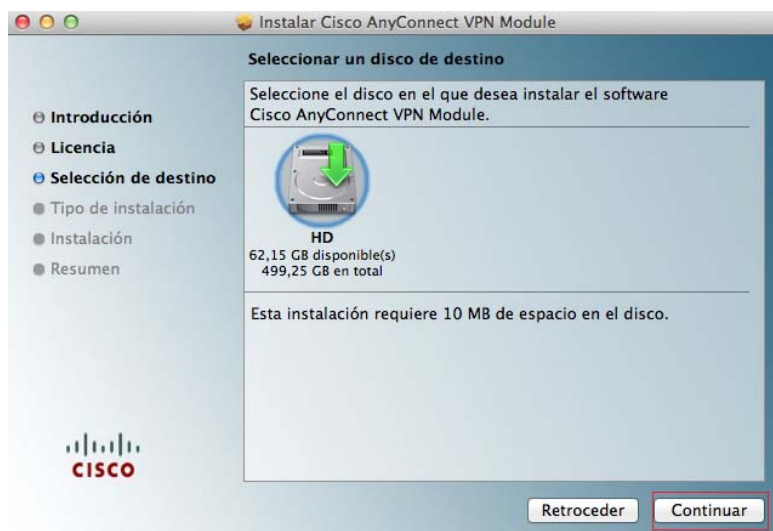 Instalar Cisco AnyConnect VPN Module
Seleccionar un disco de destino
Introducción
Licencia
Selección de destino
Tipo de instalación
Instalación
Resumen
Seleccione el disco en el que desea instalar el software
Cisco AnyConnect VPN Module.
HD
62,15 GB disponible(s)
499,25 GB en total
Esta instalación requiere 10 MB de espacio en el disco.
CISCO
Retroceder
Continuar